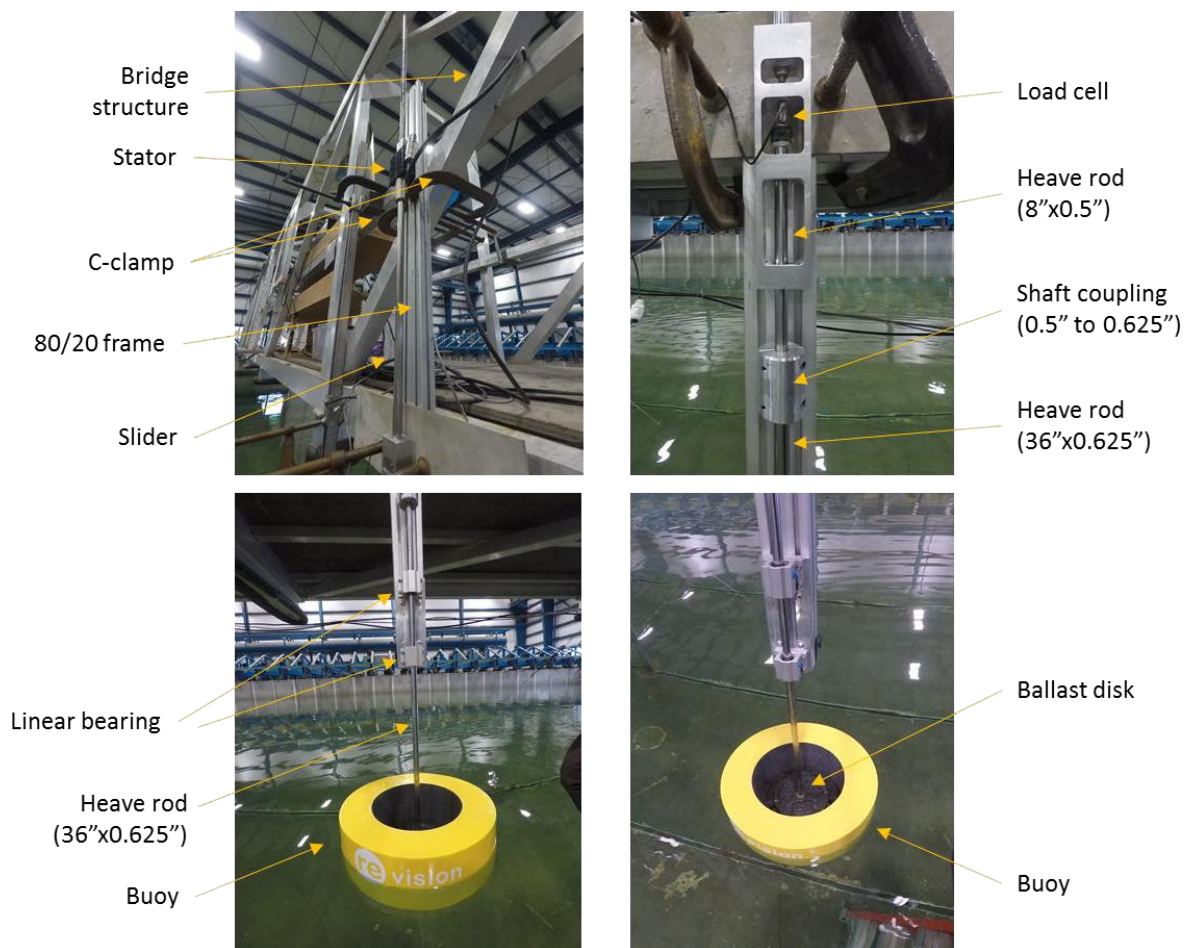 Bridge
structure
Stator
C-clamp
80/20 frame
Slider
Load cell
Heave rod
(8”x0.5”)
Shaft coupling
(0.5” to 0.625”)
Heave rod
(36”x0.625”)
Linear bearing
Heave rod
(36”x0.625”)
Buoy
re vision
Ballast disk
Buoy
vision